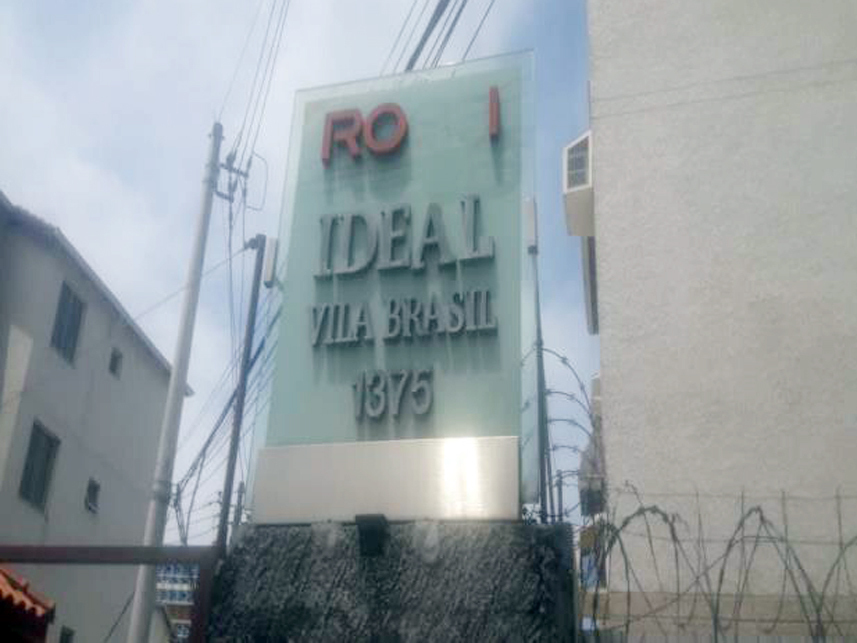 RO I
IDEAL
VILA BRASIL
1375